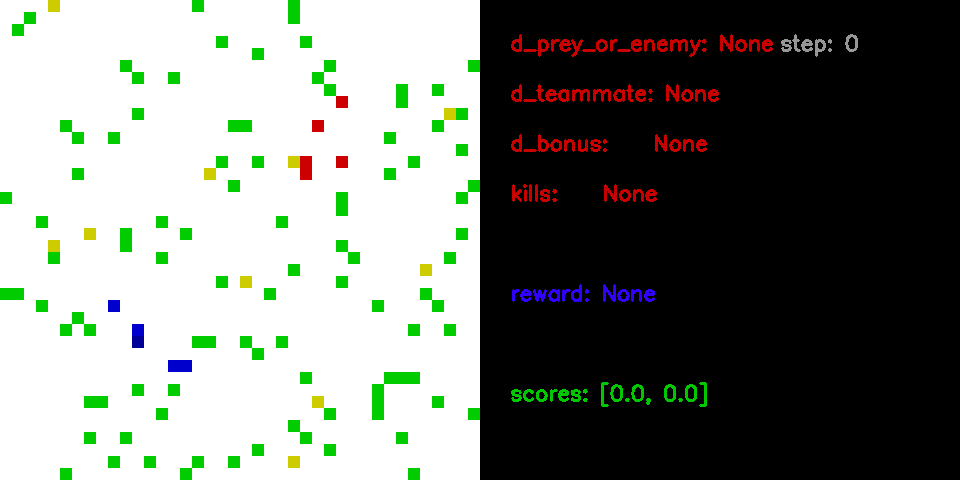 d_prey_or_enemy: None step: 0
d_teammate: None
d_bonus: None
kills: None
reward: None
scores: [0.0, 0.0]